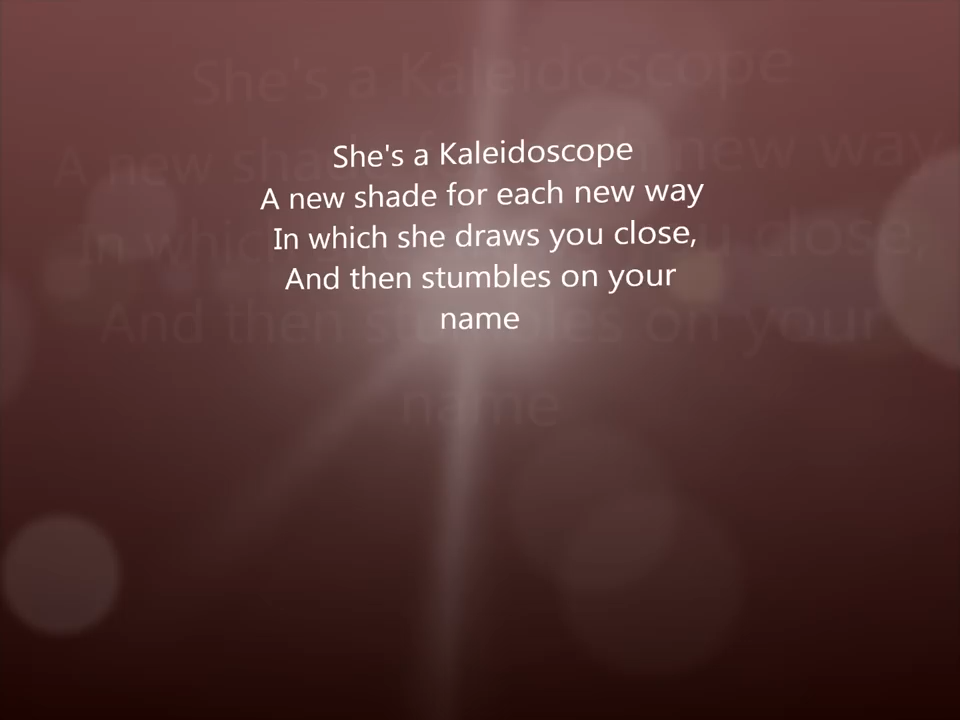 She's a Kaleidoscope
A new shade for each new way
In which she draws you close,
And then stumbles on your
name